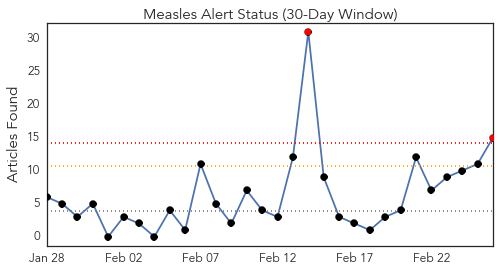 Measles Alert Status (30-Day Window)
Articles Found
30
25
20
15
10
5
0
Jan 28 Feb 02 Feb 07 Feb 12 Feb 17 Feb 22